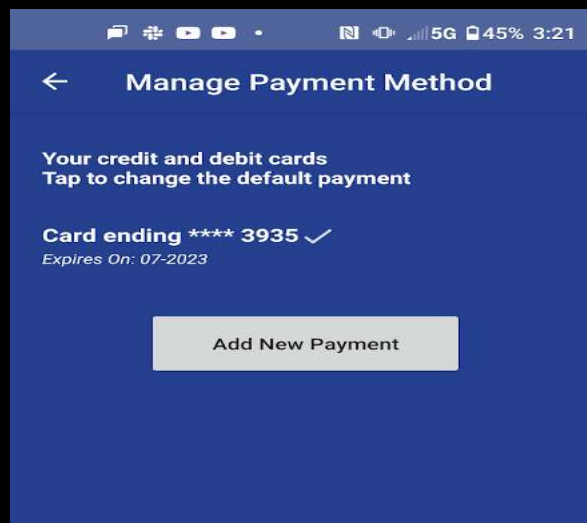 5G 45% 3:21
Manage Payment Method
Your credit and debit cards
Tap to change the default payment
Card ending **** 3935
Expires On: 07-2023
Add New Payment